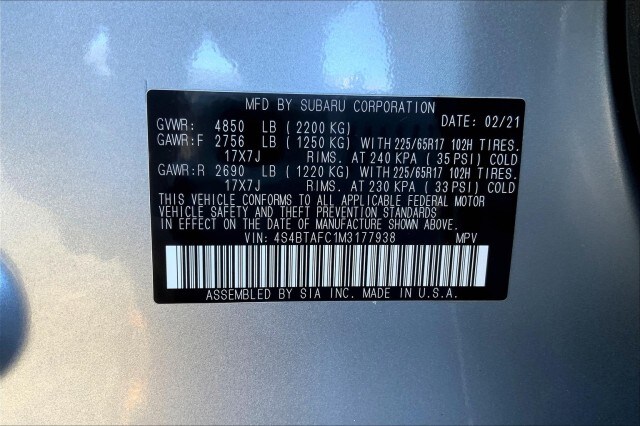 MFD BY SUBARU CORPORATION
DATE: 02/21
GVWR: 4850 LB (2200 KG)
GAWR:F 2756 LB (1250 KG) WITH 225/65R17 102H TIRES.
17X7J RIMS. AT 240 KPA (35 PSI) COLD
GAWR:R 2690 LB (1220 KG) WITH 225/65R17 102H TIRES.
17X7J RIMS. AT 230 KPA (33 PSI) COLD
THIS VEHICLE CONFORMS TO ALL APPLICABLE FEDERAL MOTOR
VEHICLE SAFETY AND THEFT PREVENTION STANDARDS
IN EFFECT ON THE DATE OF MANUFACTURE SHOWN ABOVE.
VIN: 4S4BTAFC1M3177938 MPV
ASSEMBLED BY SIA INC. MADE IN U.S.A.